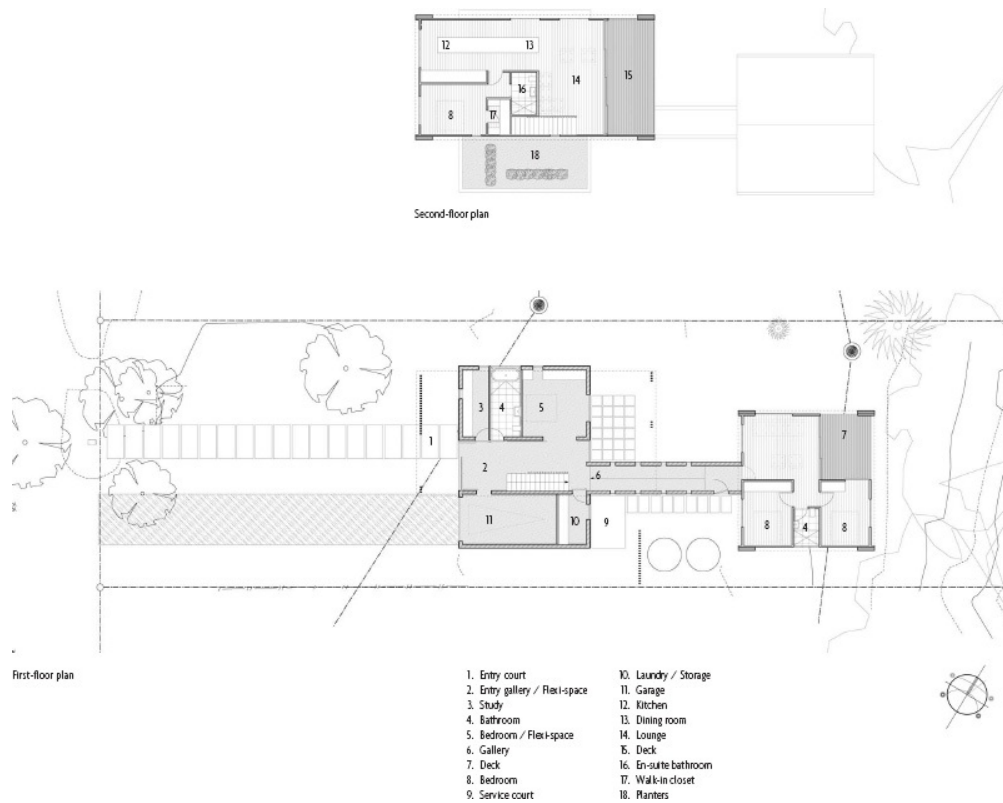 12
13
14
15
16
8
17
18
Second-floor plan
1
2
3
4
5
6
7
8
4
8
9
10
11
First-floor plan
1. Entry court
2. Entry gallery / Flexi-space
3. Study
4. Bathroom
5. Bedroom / Flexi-space
6. Gallery
7. Deck
8. Bedroom
9. Service court
10. Laundry / Storage
11. Garage
12. Kitchen
13. Dining room
14. Lounge
15. Deck
16. En-suite bathroom
17. Walk-in closet
18. Planters